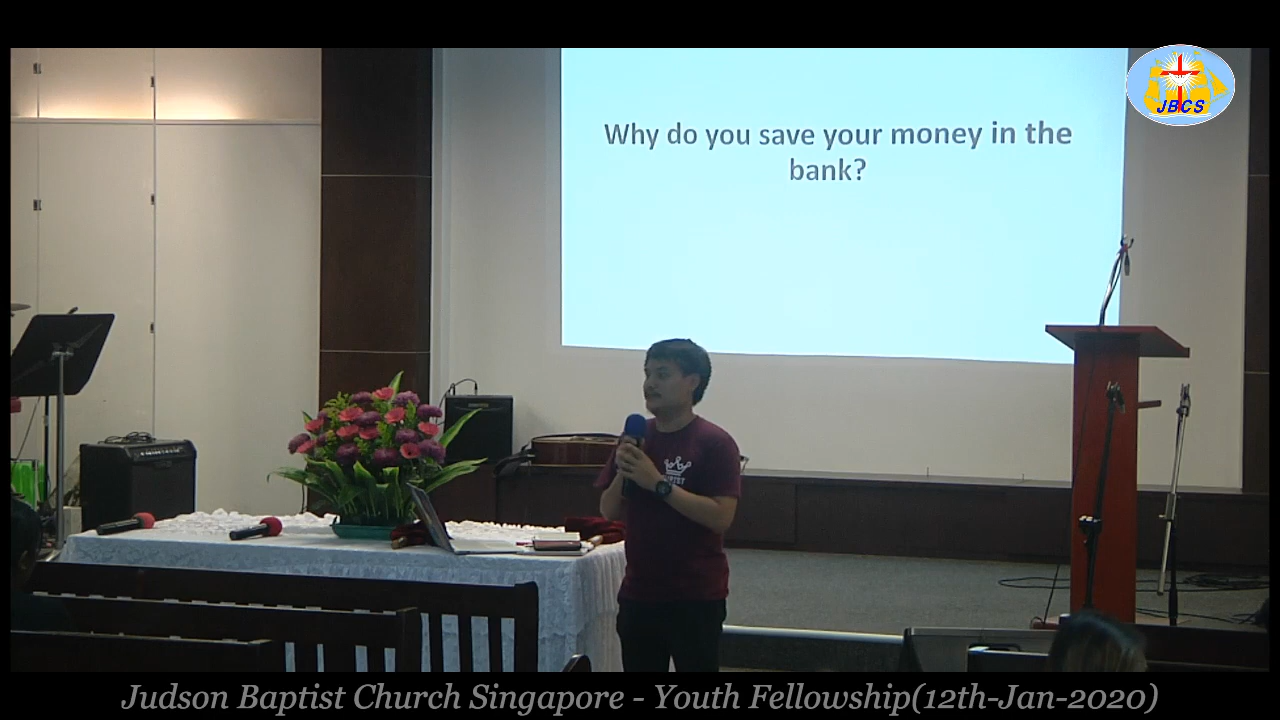 Why do you save your money in the
bank?
JBCS
Judson Baptist Church Singapore - Youth Fellowship(12th-Jan-2020)